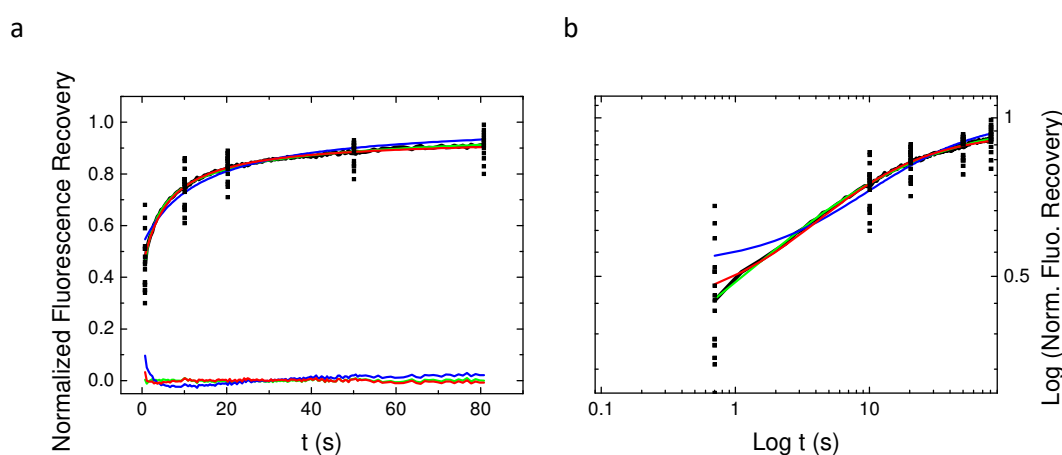 a
b
Normalized Fluorescence Recovery
1.0
0.8
0.6
0.4
0.2
0.0
0
20
40
60
80
t (s)
1
0.5
Log (Norm. Fluo. Recovery)
0.1
1
10
Log t (s)